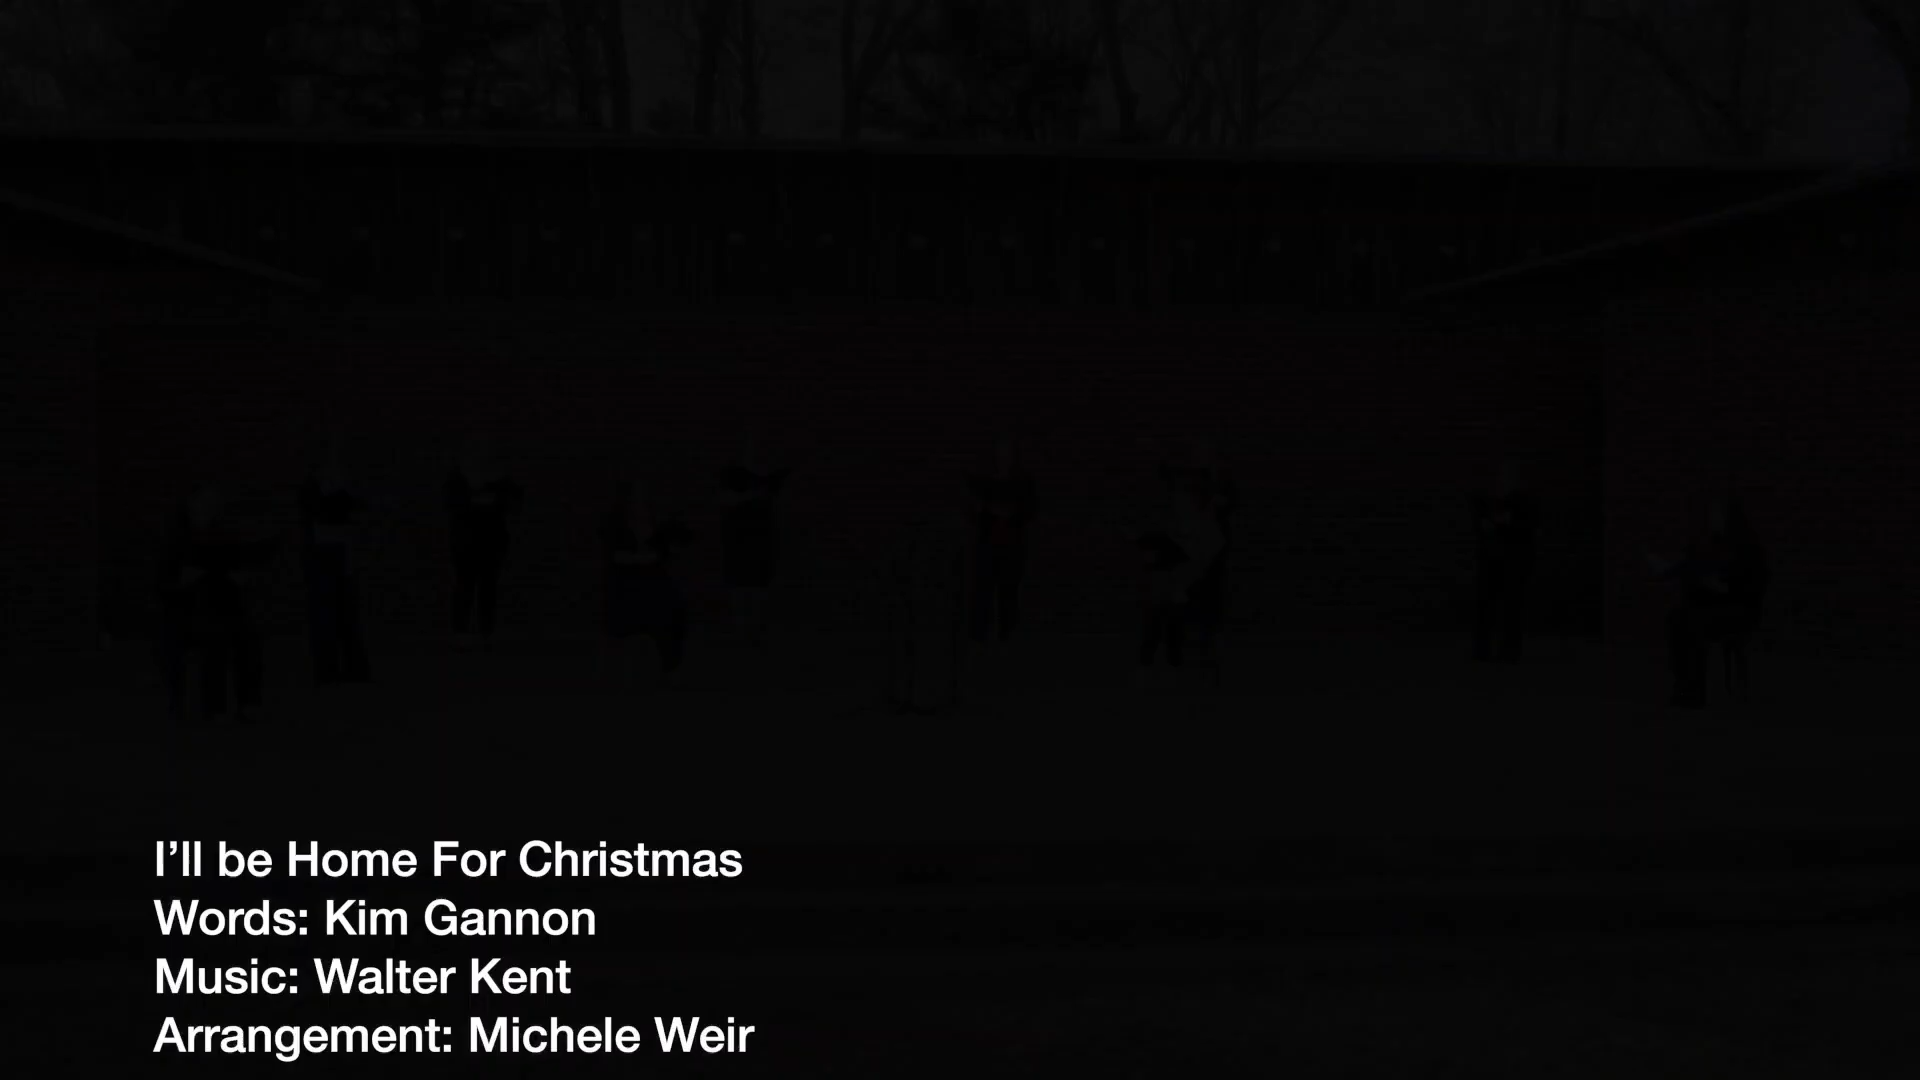 I’ll be Home For Christmas
Words: Kim Gannon
Music: Walter Kent
Arrangement: Michele Weir